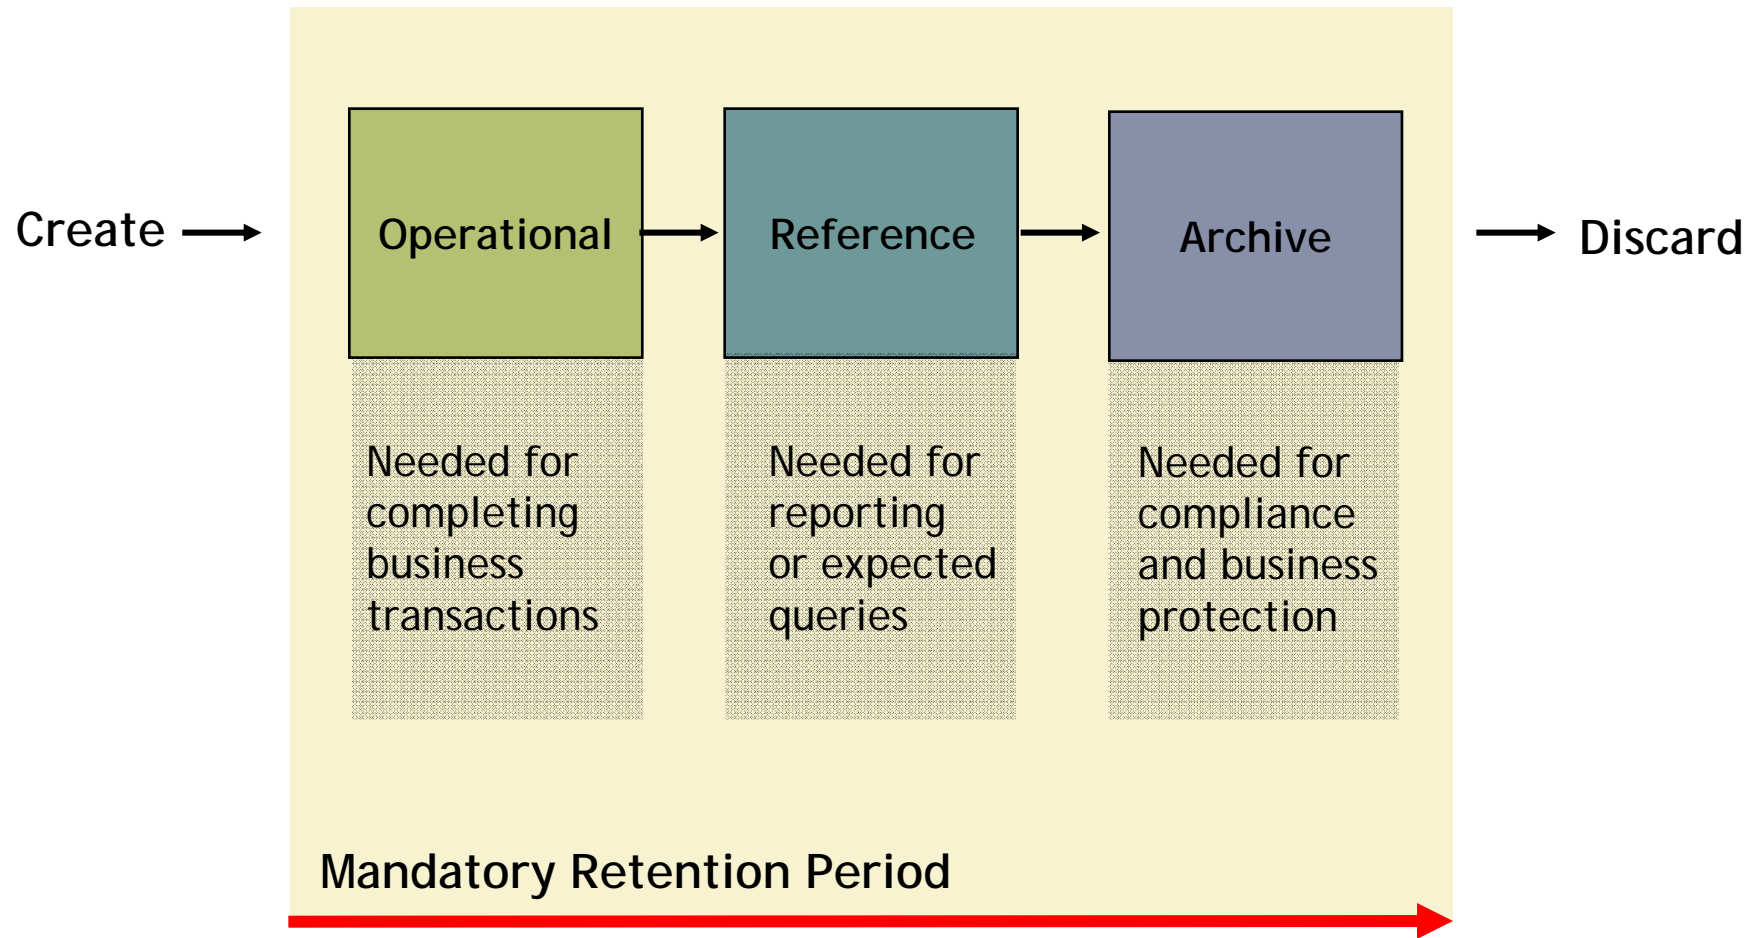 Create
Operational
Reference
Archive
Discard
Needed for
completing
business
transactions
Needed for
reporting
or expected
queries
Needed for
compliance
and business
protection
Mandatory Retention Period